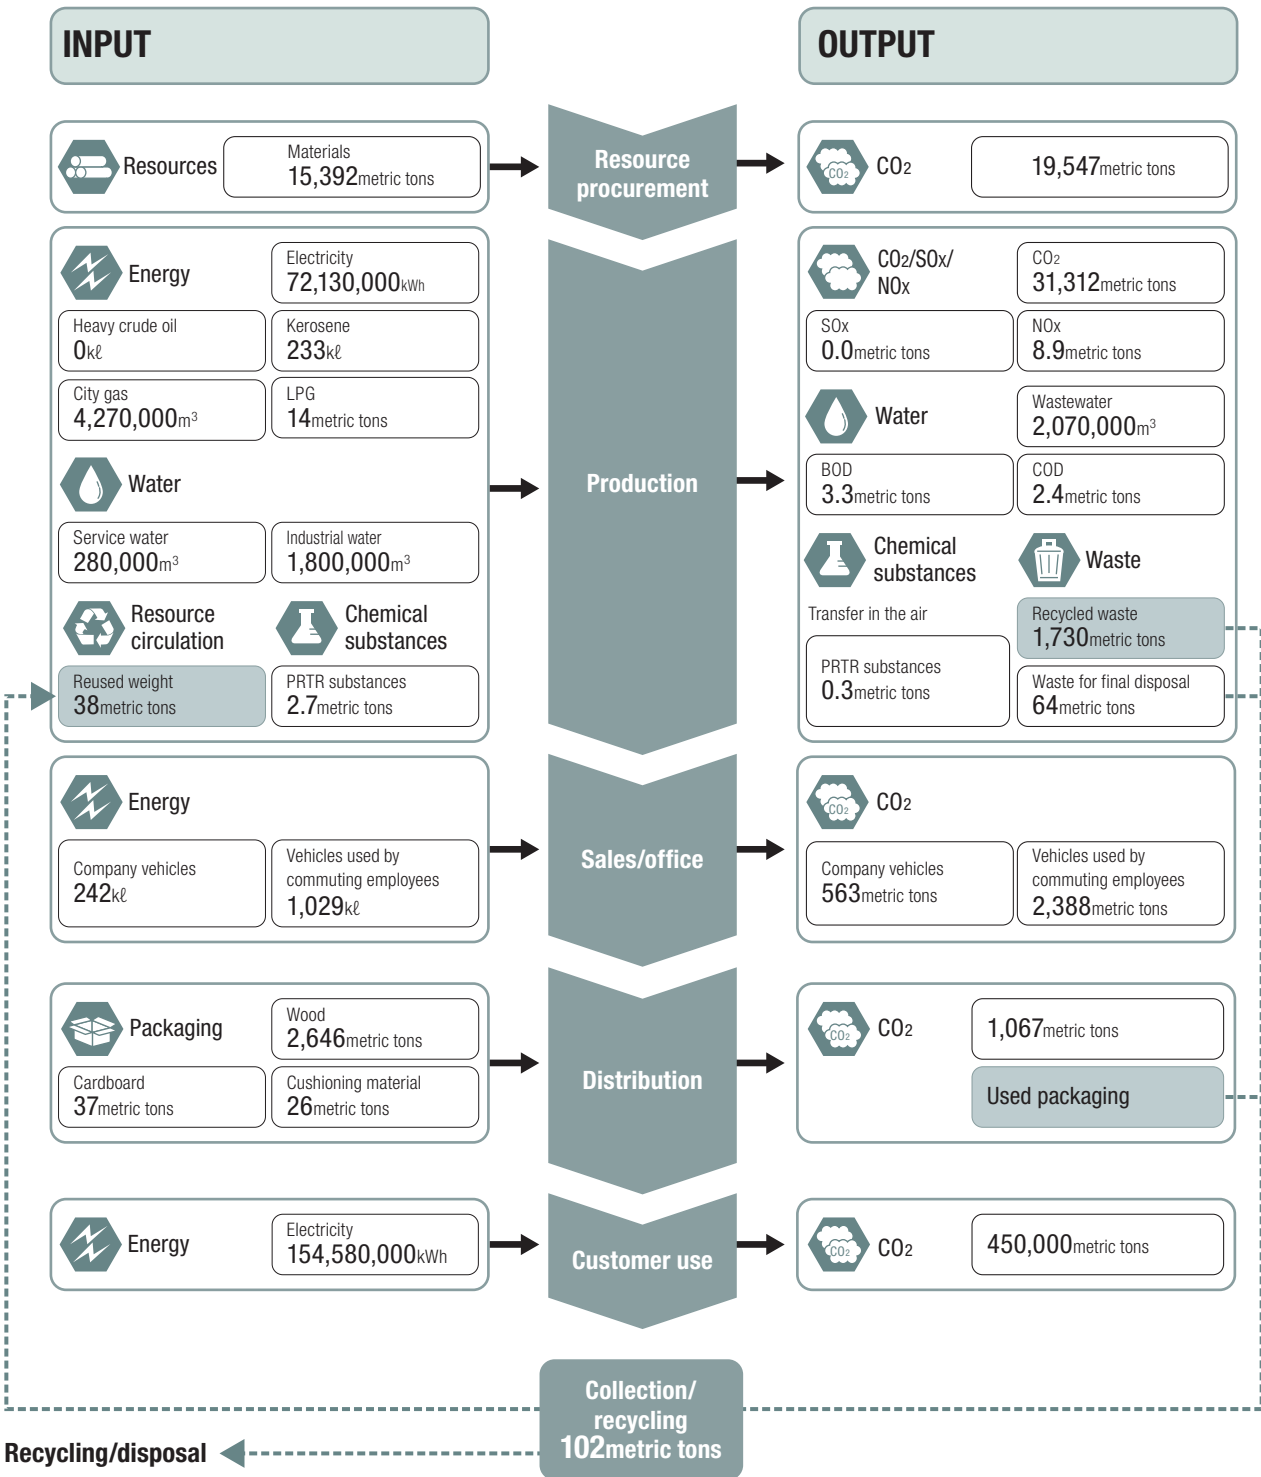 INPUT
OUTPUT
Resources
Materials
15,392metric tons
Resource
procurement
CO2
CO2
19,547metric tons
Energy
Electricity
72,130,000kWh
Heavy crude oil
0kℓ
Kerosene
233kℓ
City gas
4,270,000m3
LPG
14metric tons
Water
Service water
280,000m3
Industrial water
1,800,000m3
Resource
circulation
Chemical
substances
Reused weight
38metric tons
PRTR substances
2.7metric tons
Production
CO2/SOx/
NOx
CO2
31,312metric tons
SOx
0.0metric tons
NOx
8.9metric tons
Water
Wastewater
2,070,000m3
BOD
3.3metric tons
COD
2.4metric tons
Chemical
substances
Waste
Transfer in the air
PRTR substances
0.3metric tons
Recycled waste
1,730metric tons
Waste for final disposal
64metric tons
Energy
Company vehicles
242kℓ
Vehicles used by
commuting employees
1,029kℓ
Sales/office
CO2
CO2
Company vehicles
563metric tons
Vehicles used by
commuting employees
2,388metric tons
Packaging
Wood
2,646metric tons
Cardboard
37metric tons
Cushioning material
26metric tons
Distribution
CO2
CO2
1,067metric tons
Used packaging
Energy
Electricity
154,580,000kWh
Customer use
CO2
CO2
450,000metric tons
Collection/
recycling
102metric tons
Recycling/disposal